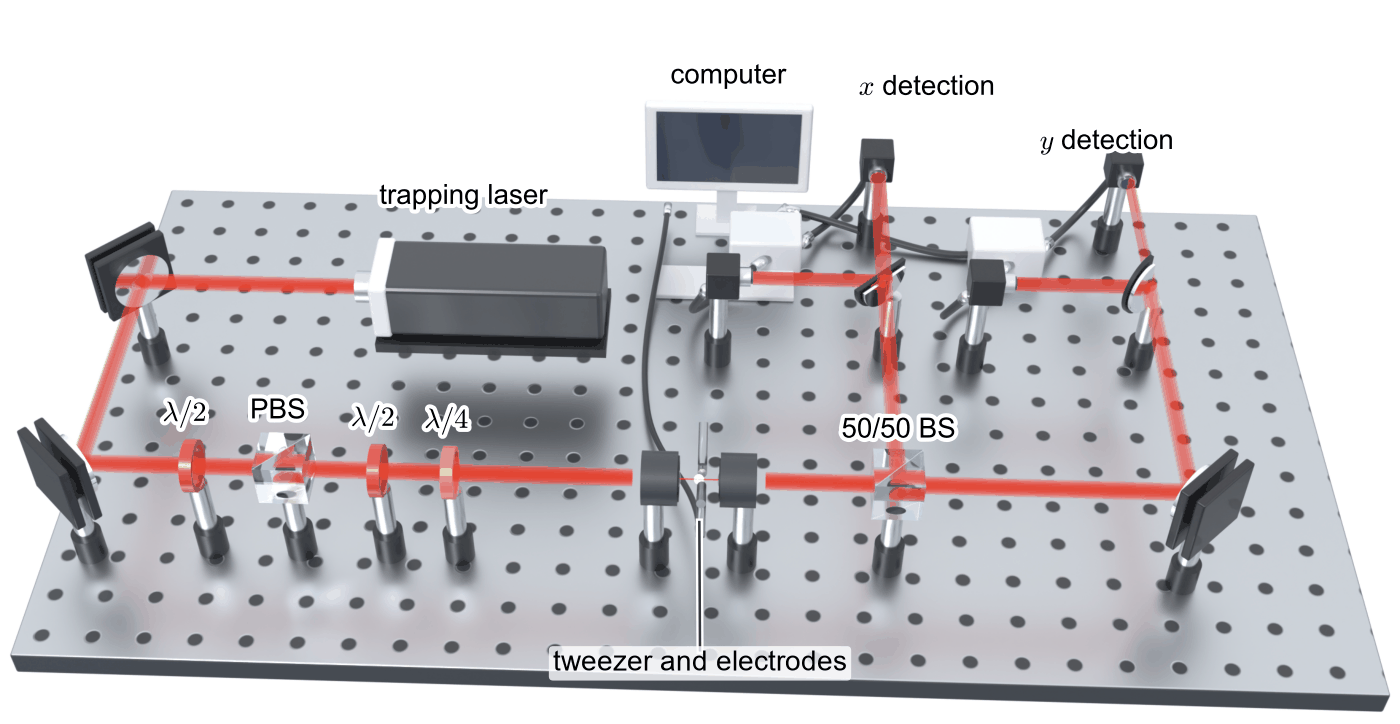 computer
x detection
y detection
trapping laser
λ/2
PBS
λ/2
λ/4
50/50 BS
tweezer and electrodes